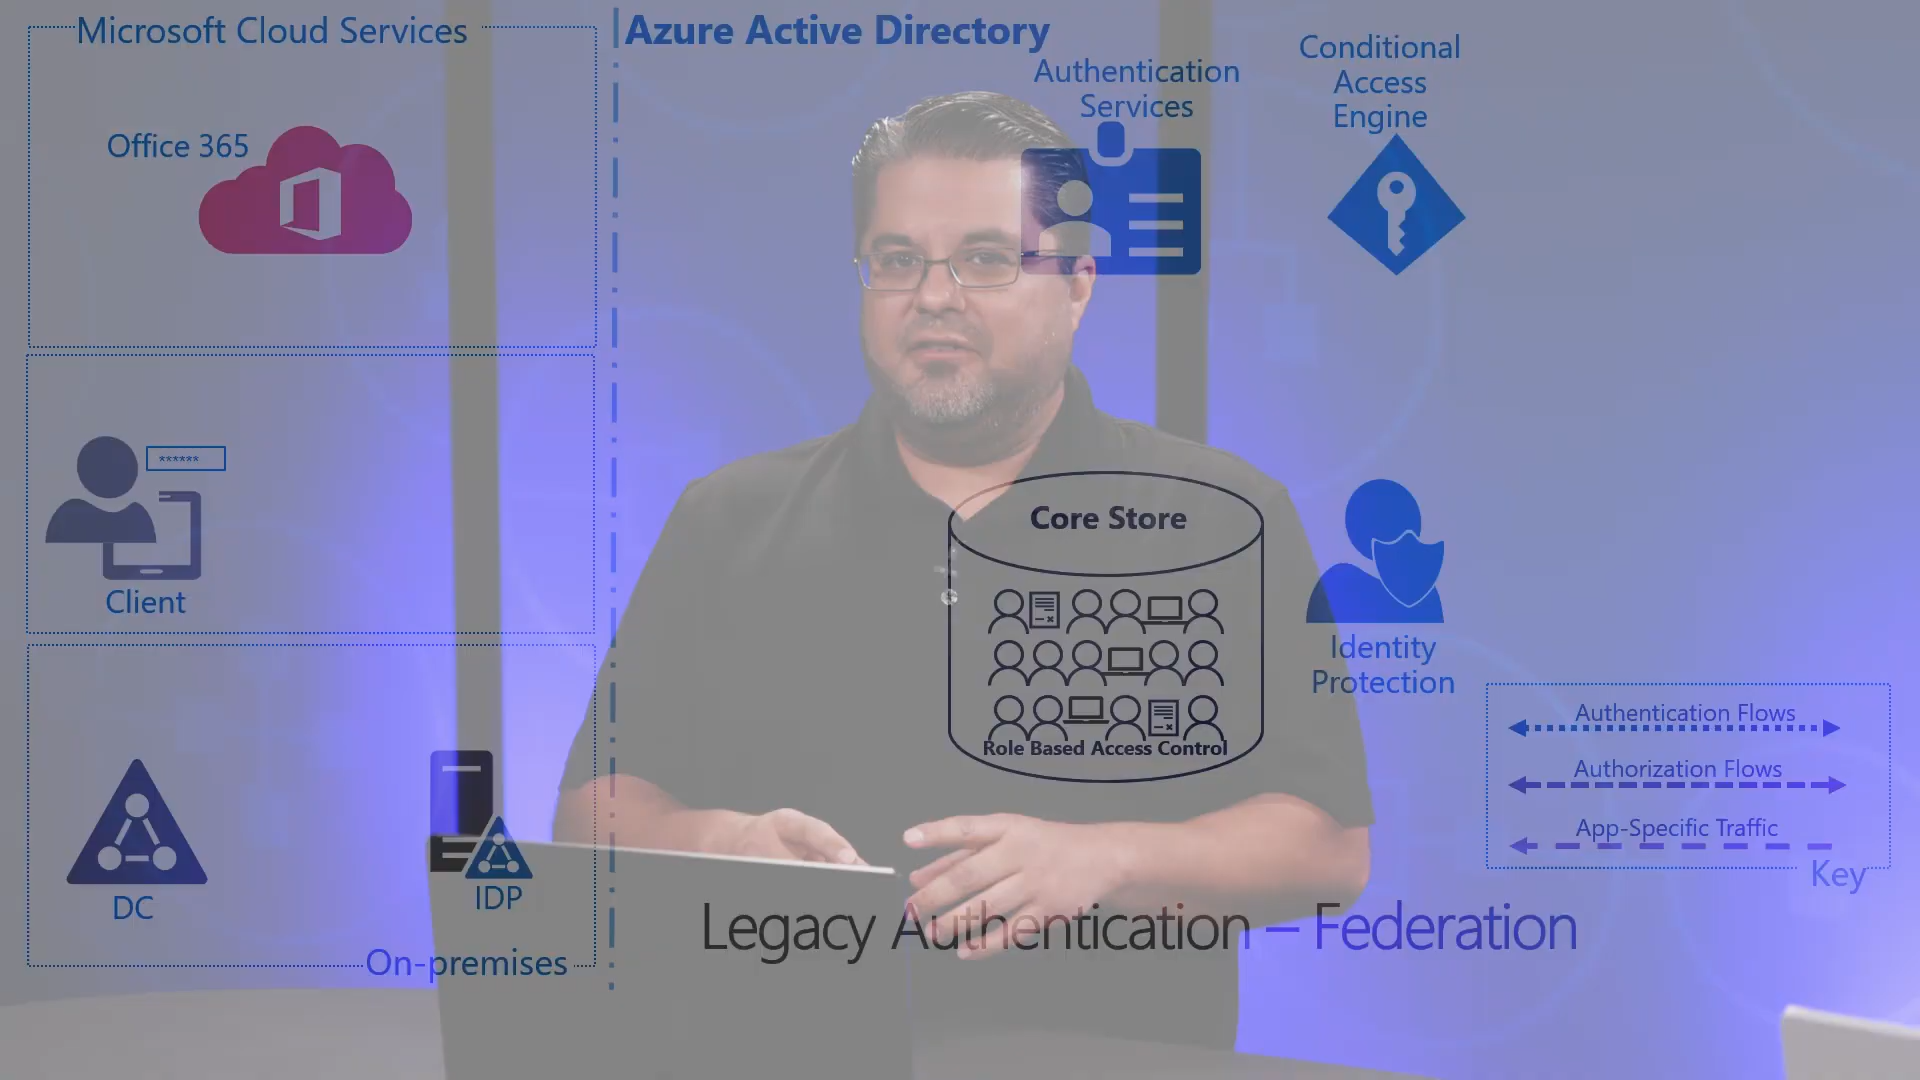 Microsoft Cloud Services
Office 365
******
Client
DC
IDP
On-premises
Azure Active Directory
Authentication
Services
Conditional
Access
Engine
Core Store
Role Based Access Control
Identity
Protection
Authentication Flows
Authorization Flows
App-Specific Traffic
Key
Legacy Authentication – Federation